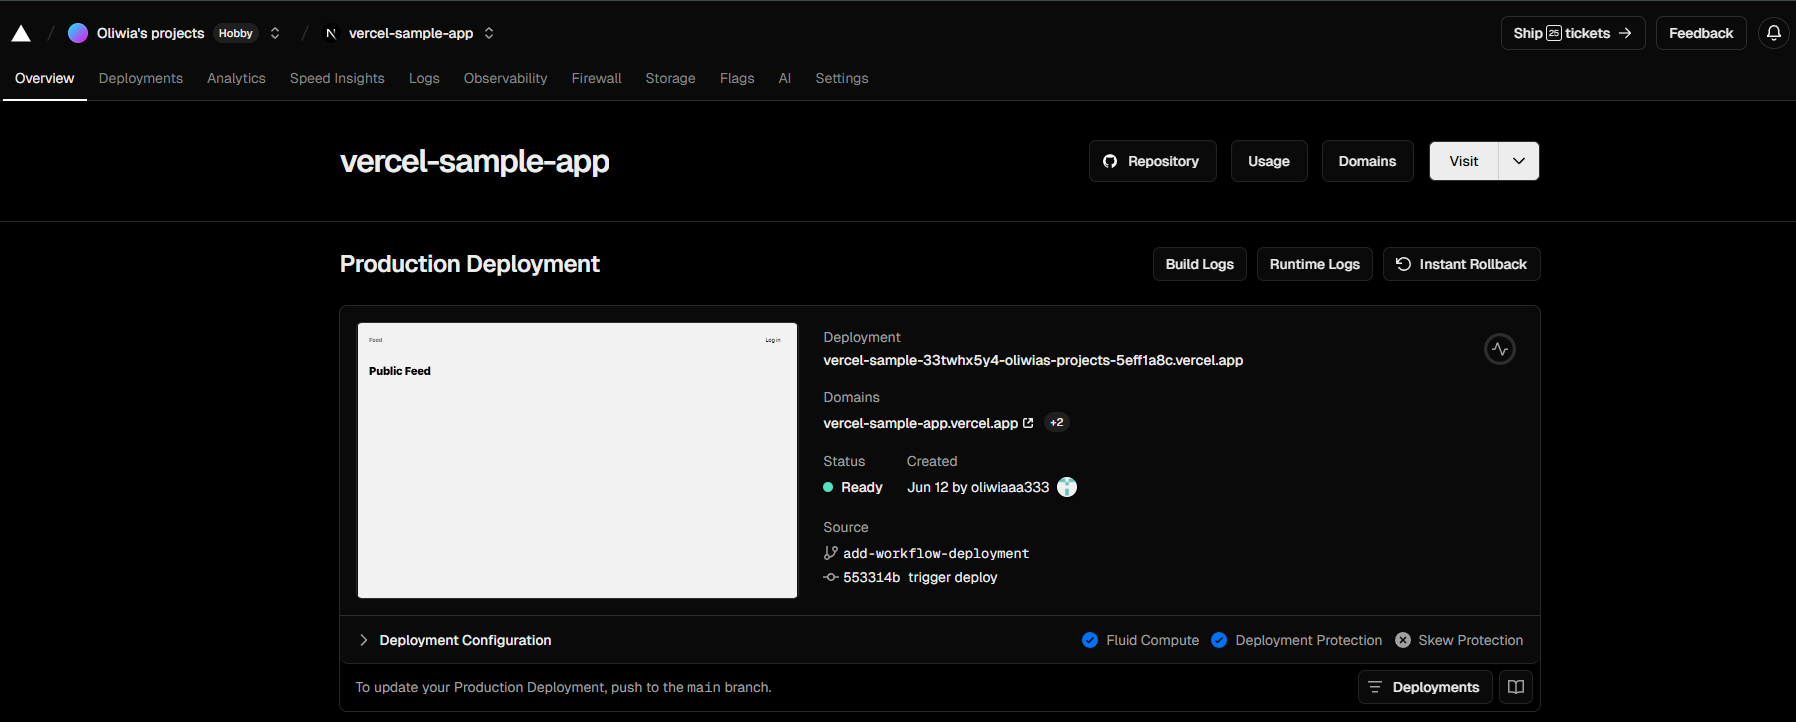 Oliwia's projects Hobby vercel-sample-app Ship 25 tickets → Feedback
Overview Deployments Analytics Speed Insights Logs Observability Firewall Storage Flags AI Settings
vercel-sample-app Repository Usage Domains Visit
Production Deployment Build Logs Runtime Logs Instant Rollback
Feed Log in
Public Feed
Deployment
vercel-sample-33twhx5y4-oliwias-projects-5eff1a8c.vercel.app
Domains
vercel-sample-app.vercel.app +2
Status Created
Ready Jun 12 by oliwiaaa333
Source
add-workflow-deployment
553314b trigger deploy
Deployment Configuration Fluid Compute Deployment Protection Skew Protection
To update your Production Deployment, push to the main branch. Deployments